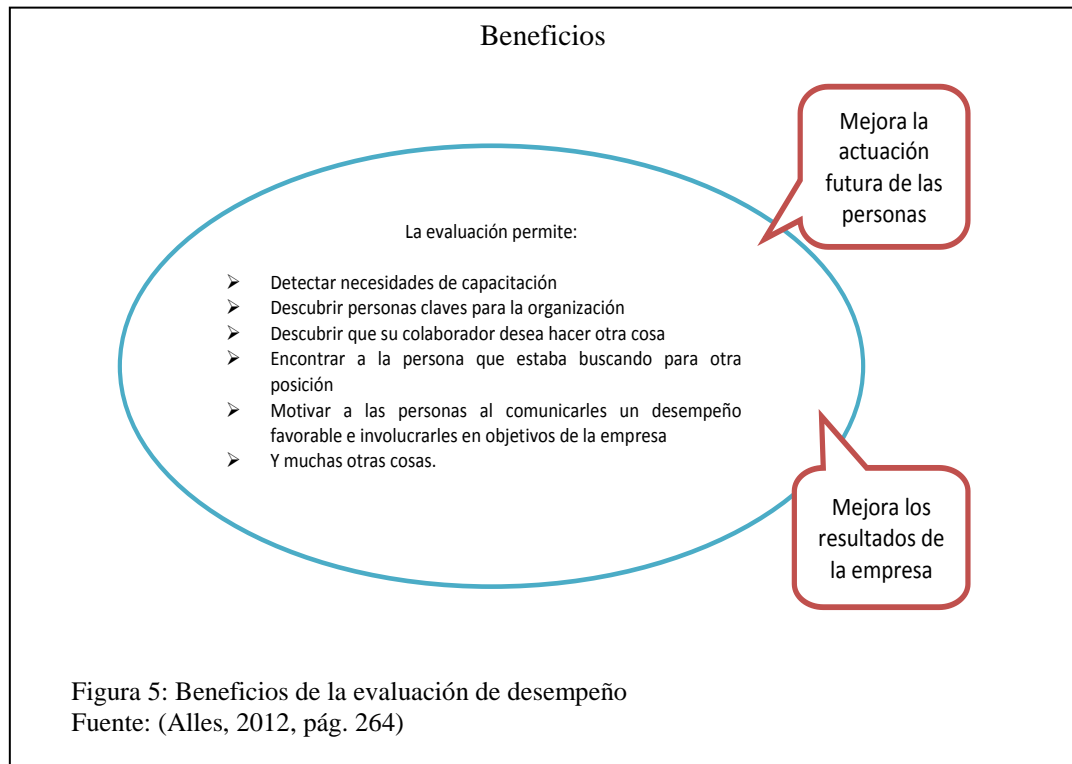 Beneficios
Mejora la
actuación
futura de las
personas
La evaluación permite:
➢ Detectar necesidades de capacitación
➢ Descubrir personas claves para la organización
➢ Descubrir que su colaborador desea hacer otra cosa
➢ Encontrar a la persona que estaba buscando para otra
posición
➢ Motivar a las personas al comunicarles un desempeño
favorable e involucrarles en objetivos de la empresa
➢ Y muchas otras cosas.
Mejora los
resultados de
la empresa
Figura 5: Beneficios de la evaluación de desempeño
Fuente: (Alles, 2012, pág. 264)